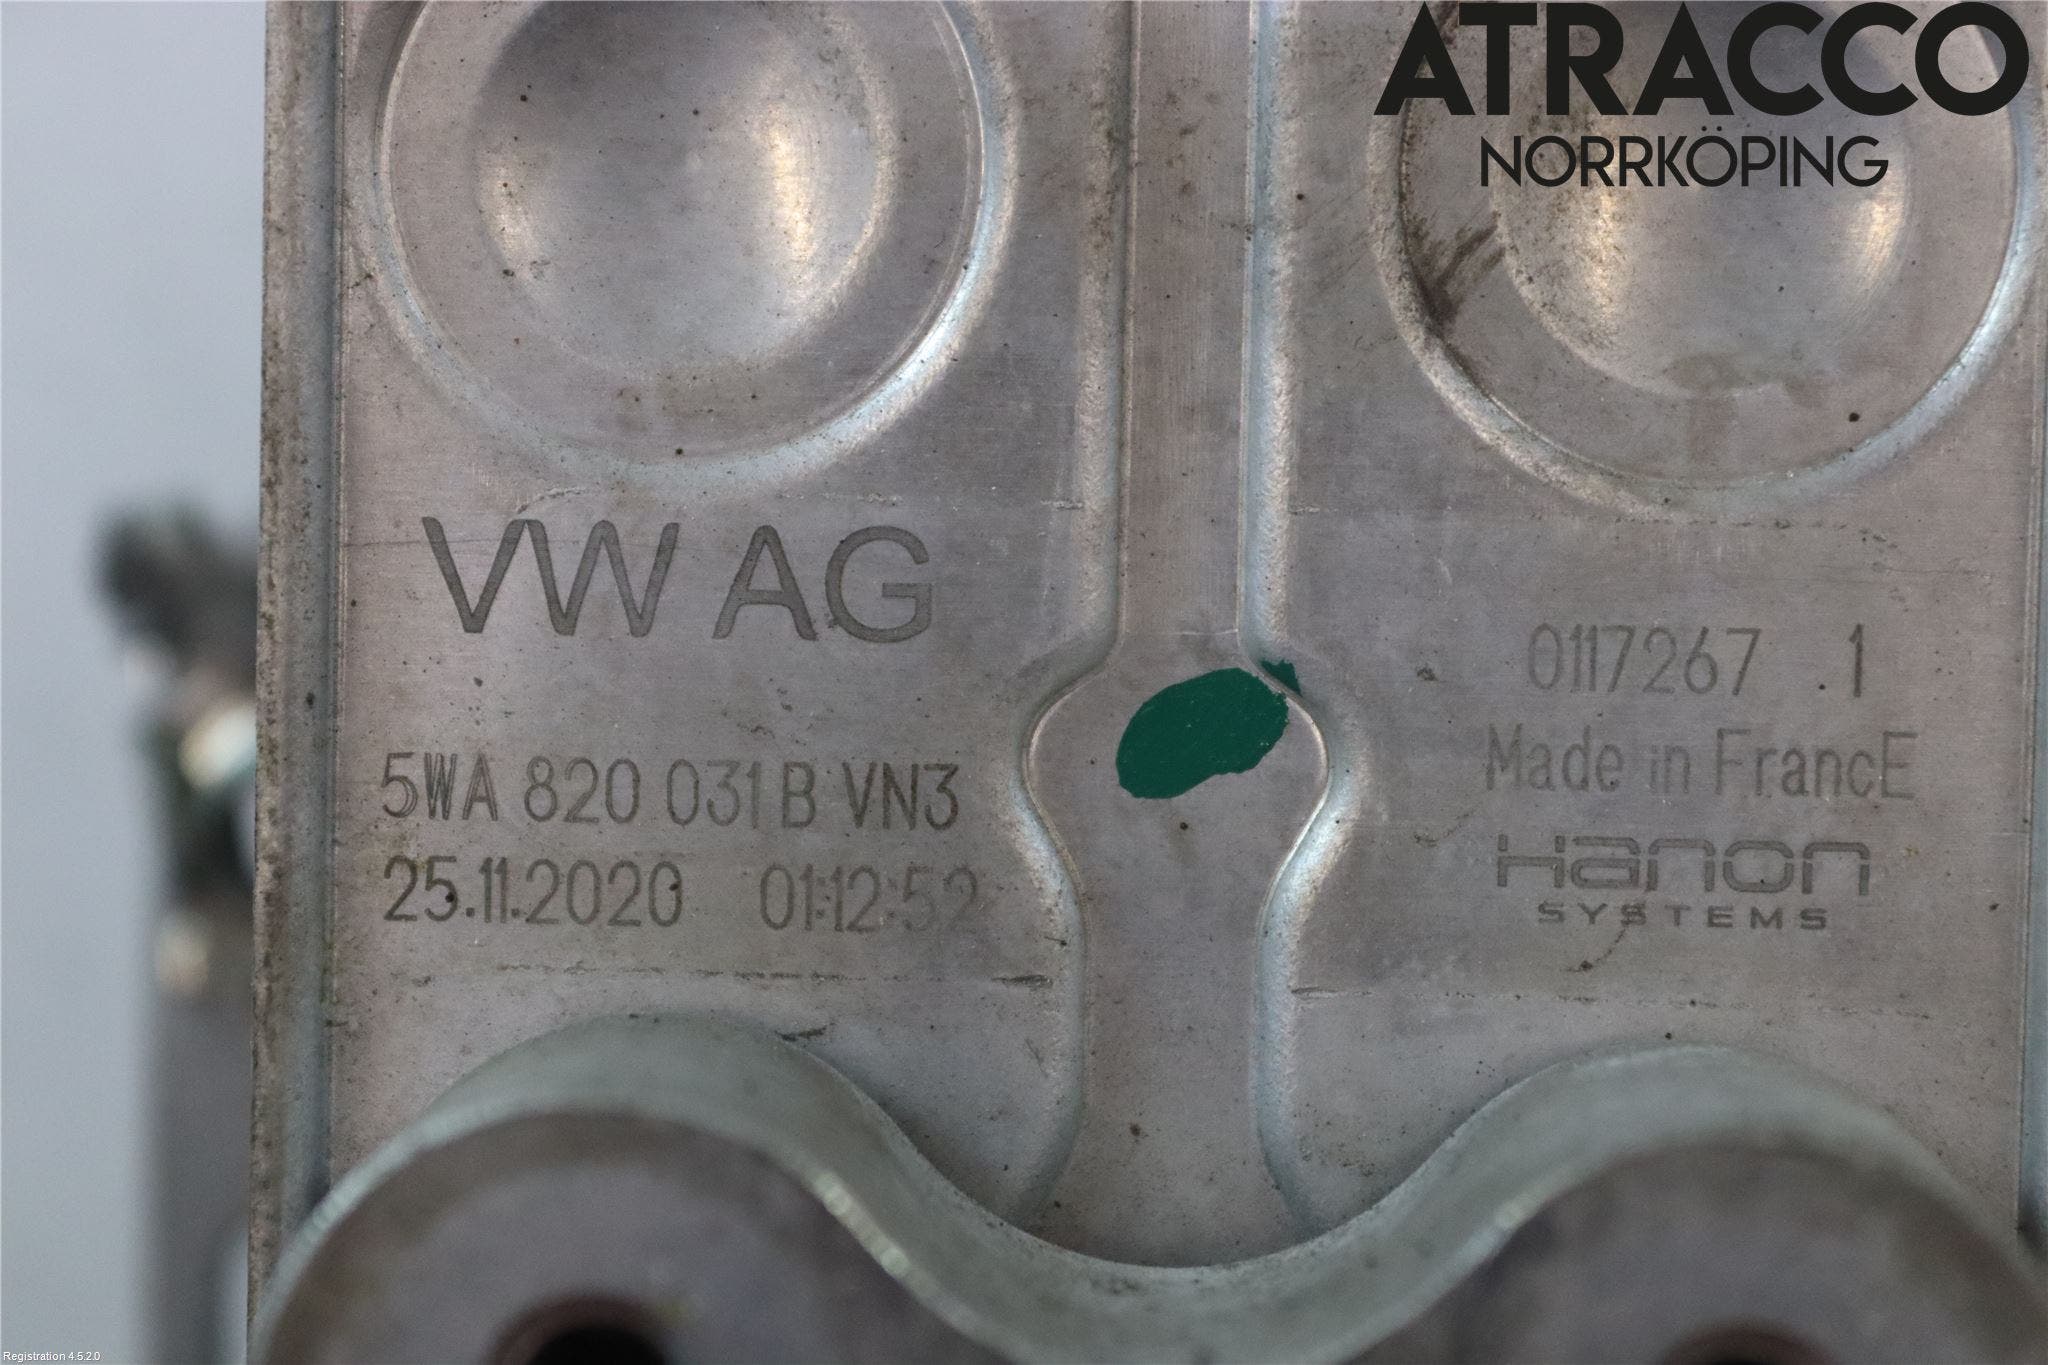 ATRACCO
NORRKÖPING
VW AG
5WA 820 031 B VN3
25.11.2020 01:12:52
0117267 1
Made in FrancE
Hanon
SYSTEMS
Registration 4.5.2.0